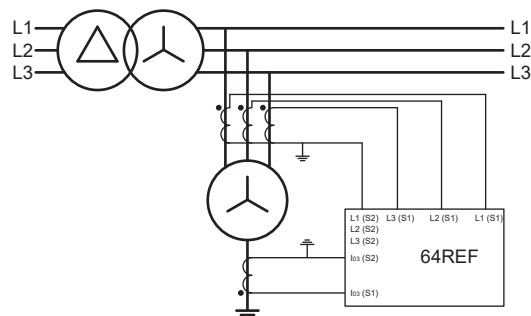 L1 L1
L2 L2
L3 L3
L1 (S2) L3 (S1) L2 (S1) L1 (S1)
L2 (S2)
L3 (S2)
I03 (S2) 64REF
I03 (S1)